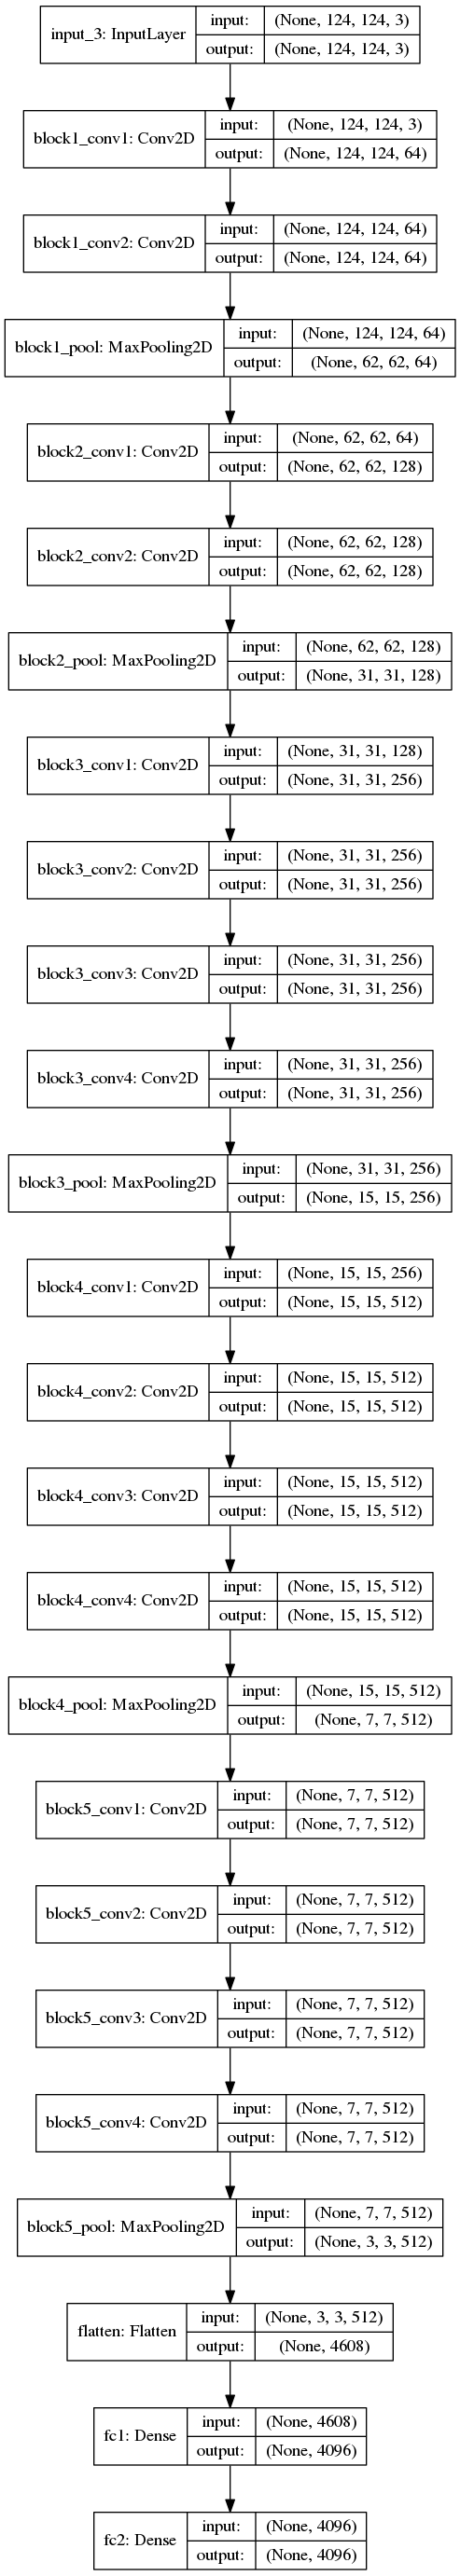 input_3: InputLayer
input: (None, 124, 124, 3)
output: (None, 124, 124, 3)
block1_conv1: Conv2D
input: (None, 124, 124, 3)
output: (None, 124, 124, 64)
block1_conv2: Conv2D
input: (None, 124, 124, 64)
output: (None, 124, 124, 64)
block1_pool: MaxPooling2D
input: (None, 124, 124, 64)
output: (None, 62, 62, 64)
block2_conv1: Conv2D
input: (None, 62, 62, 64)
output: (None, 62, 62, 128)
block2_conv2: Conv2D
input: (None, 62, 62, 128)
output: (None, 62, 62, 128)
block2_pool: MaxPooling2D
input: (None, 62, 62, 128)
output: (None, 31, 31, 128)
block3_conv1: Conv2D
input: (None, 31, 31, 128)
output: (None, 31, 31, 256)
block3_conv2: Conv2D
input: (None, 31, 31, 256)
output: (None, 31, 31, 256)
block3_conv3: Conv2D
input: (None, 31, 31, 256)
output: (None, 31, 31, 256)
block3_conv4: Conv2D
input: (None, 31, 31, 256)
output: (None, 31, 31, 256)
block3_pool: MaxPooling2D
input: (None, 31, 31, 256)
output: (None, 15, 15, 256)
block4_conv1: Conv2D
input: (None, 15, 15, 256)
output: (None, 15, 15, 512)
block4_conv2: Conv2D
input: (None, 15, 15, 512)
output: (None, 15, 15, 512)
block4_conv3: Conv2D
input: (None, 15, 15, 512)
output: (None, 15, 15, 512)
block4_conv4: Conv2D
input: (None, 15, 15, 512)
output: (None, 15, 15, 512)
block4_pool: MaxPooling2D
input: (None, 15, 15, 512)
output: (None, 7, 7, 512)
block5_conv1: Conv2D
input: (None, 7, 7, 512)
output: (None, 7, 7, 512)
block5_conv2: Conv2D
input: (None, 7, 7, 512)
output: (None, 7, 7, 512)
block5_conv3: Conv2D
input: (None, 7, 7, 512)
output: (None, 7, 7, 512)
block5_conv4: Conv2D
input: (None, 7, 7, 512)
output: (None, 7, 7, 512)
block5_pool: MaxPooling2D
input: (None, 7, 7, 512)
output: (None, 3, 3, 512)
flatten: Flatten
input: (None, 3, 3, 512)
output: (None, 4608)
fc1: Dense
input: (None, 4608)
output: (None, 4096)
fc2: Dense
input: (None, 4096)
output: (None, 4096)